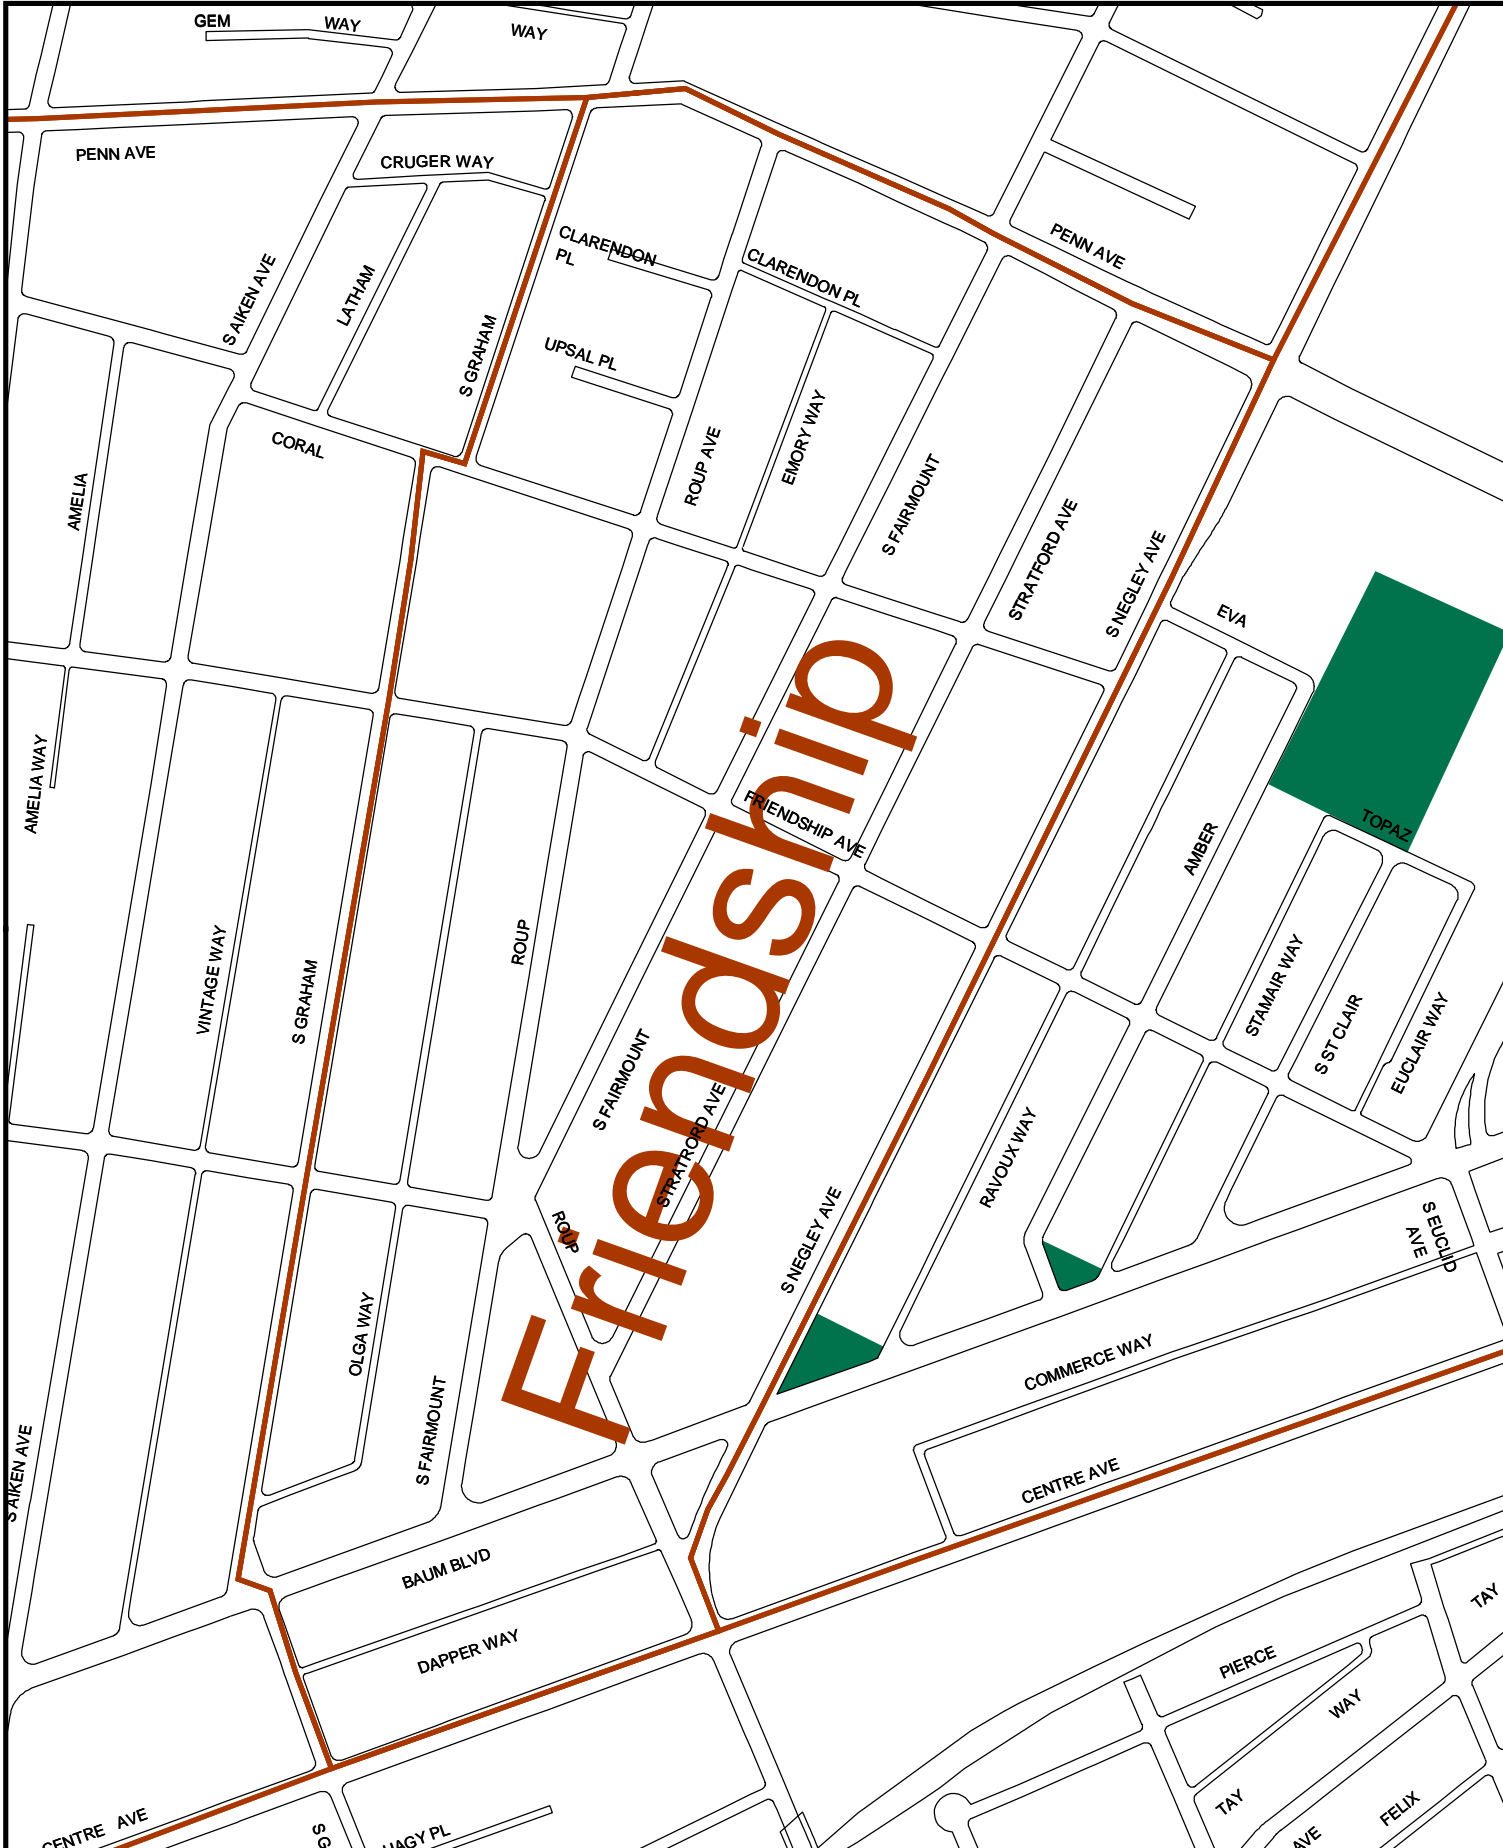 GEM
WAY
WAY
PENN AVE
CRUGER WAY
CLARENDON
PL
CLARENDON PL
PENN AVE
S AIKEN AVE
LATHAM
S GRAHAM
UPSAL PL
CORAL
AMELIA
ROUP AVE
EMORY WAY
S FAIRMOUNT
STRATFORD AVE
S NEGLEY AVE
EVA
AMELIA WAY
FRIENDSHIP AVE
Friendship
TOPAZ
AMBER
ROUP
VINTAGE WAY
S GRAHAM
STAMAIR WAY
S ST CLAIR
EUCLAIR WAY
S FAIRMOUNT
STRATFORD AVE
RAVOUX WAY
ROUP
S NEGLEY AVE
S EUCLID
AVE
OLGA WAY
S FAIRMOUNT
COMMERCE WAY
S AIKEN AVE
CENTRE AVE
BAUM BLVD
DAPPER WAY
TAY
PIERCE
WAY
TAY
FELIX
AVE
CENTRE AVE
S G